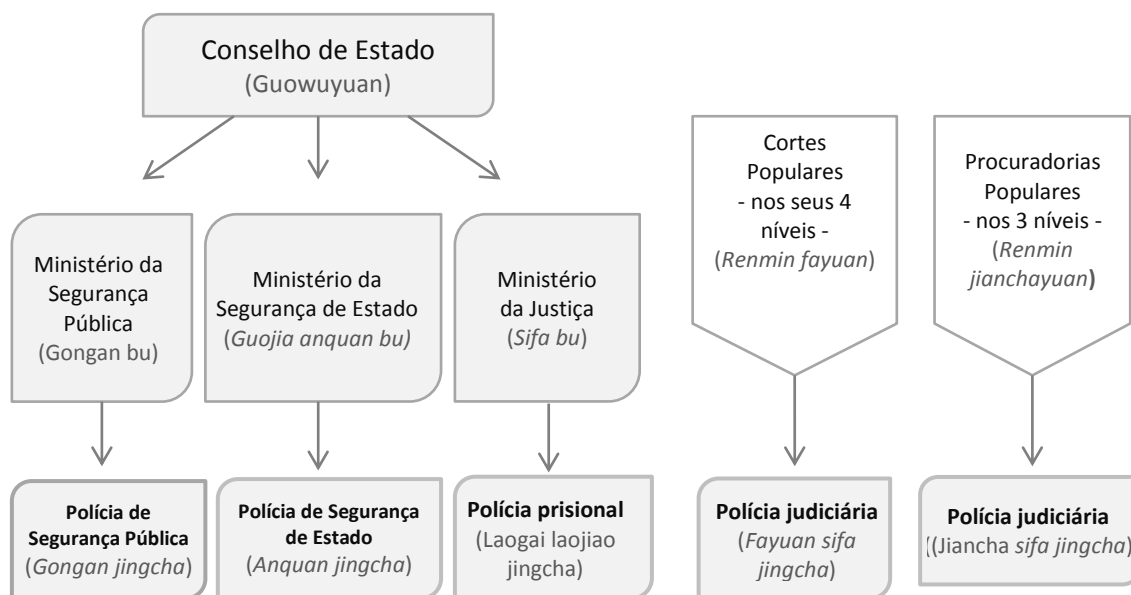 Conselho de Estado
(Guowuyuan)
Ministério da
Segurança
Pública
(Gongan bu)
Ministério da
Segurança de Estado
(Guojia anquan bu)
Ministério
da Justiça
(Sifa bu)
Cortes
Populares
- nos seus 4
níveis -
(Renmin fayuan)
Procuradorias
Populares
- nos 3 níveis -
(Renmin
jianchayuan)
Polícia de
Segurança Pública
(Gongan jingcha)
Polícia de Segurança
de Estado
(Anquan jingcha)
Polícia prisional
(Laogai laojiao
jingcha)
Polícia judiciária
(Fayuan sifa
jingcha)
Polícia judiciária
((Jiancha sifa jingcha)